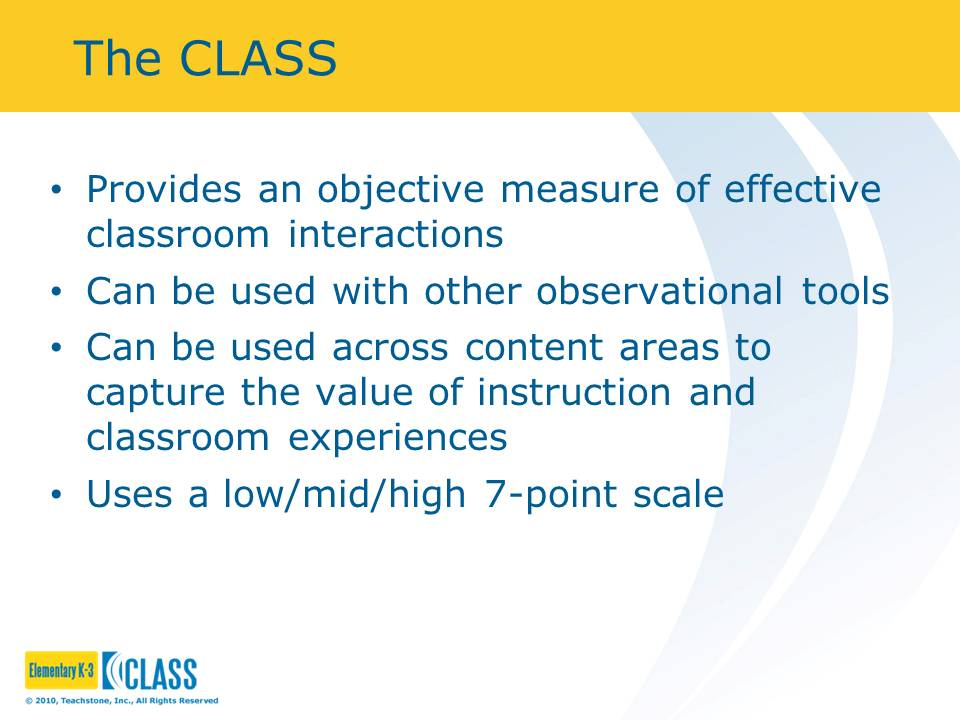 The CLASS
• Provides an objective measure of effective
classroom interactions
• Can be used with other observational tools
• Can be used across content areas to
capture the value of instruction and
classroom experiences
• Uses a low/mid/high 7-point scale
Elementary K-3 CLASS
© 2010, Teachstone, Inc., All Rights Reserved